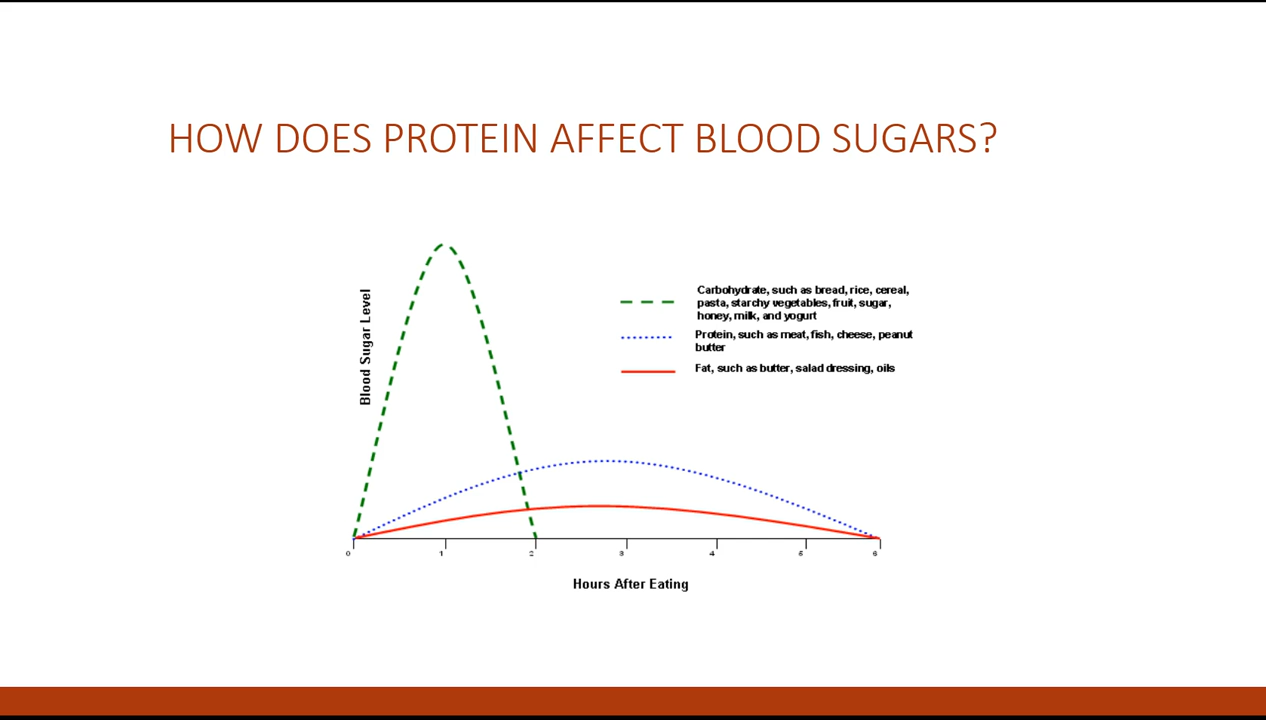 HOW DOES PROTEIN AFFECT BLOOD SUGARS?
Blood Sugar Level
Carbohydrate, such as bread, rice, cereal,
pasta, starchy vegetables, fruit, sugar,
honey, milk, and yogurt
Protein, such as meat, fish, cheese, peanut
butter
Fat, such as butter, salad dressing, oils
0 1 2 3 4 5 6
Hours After Eating